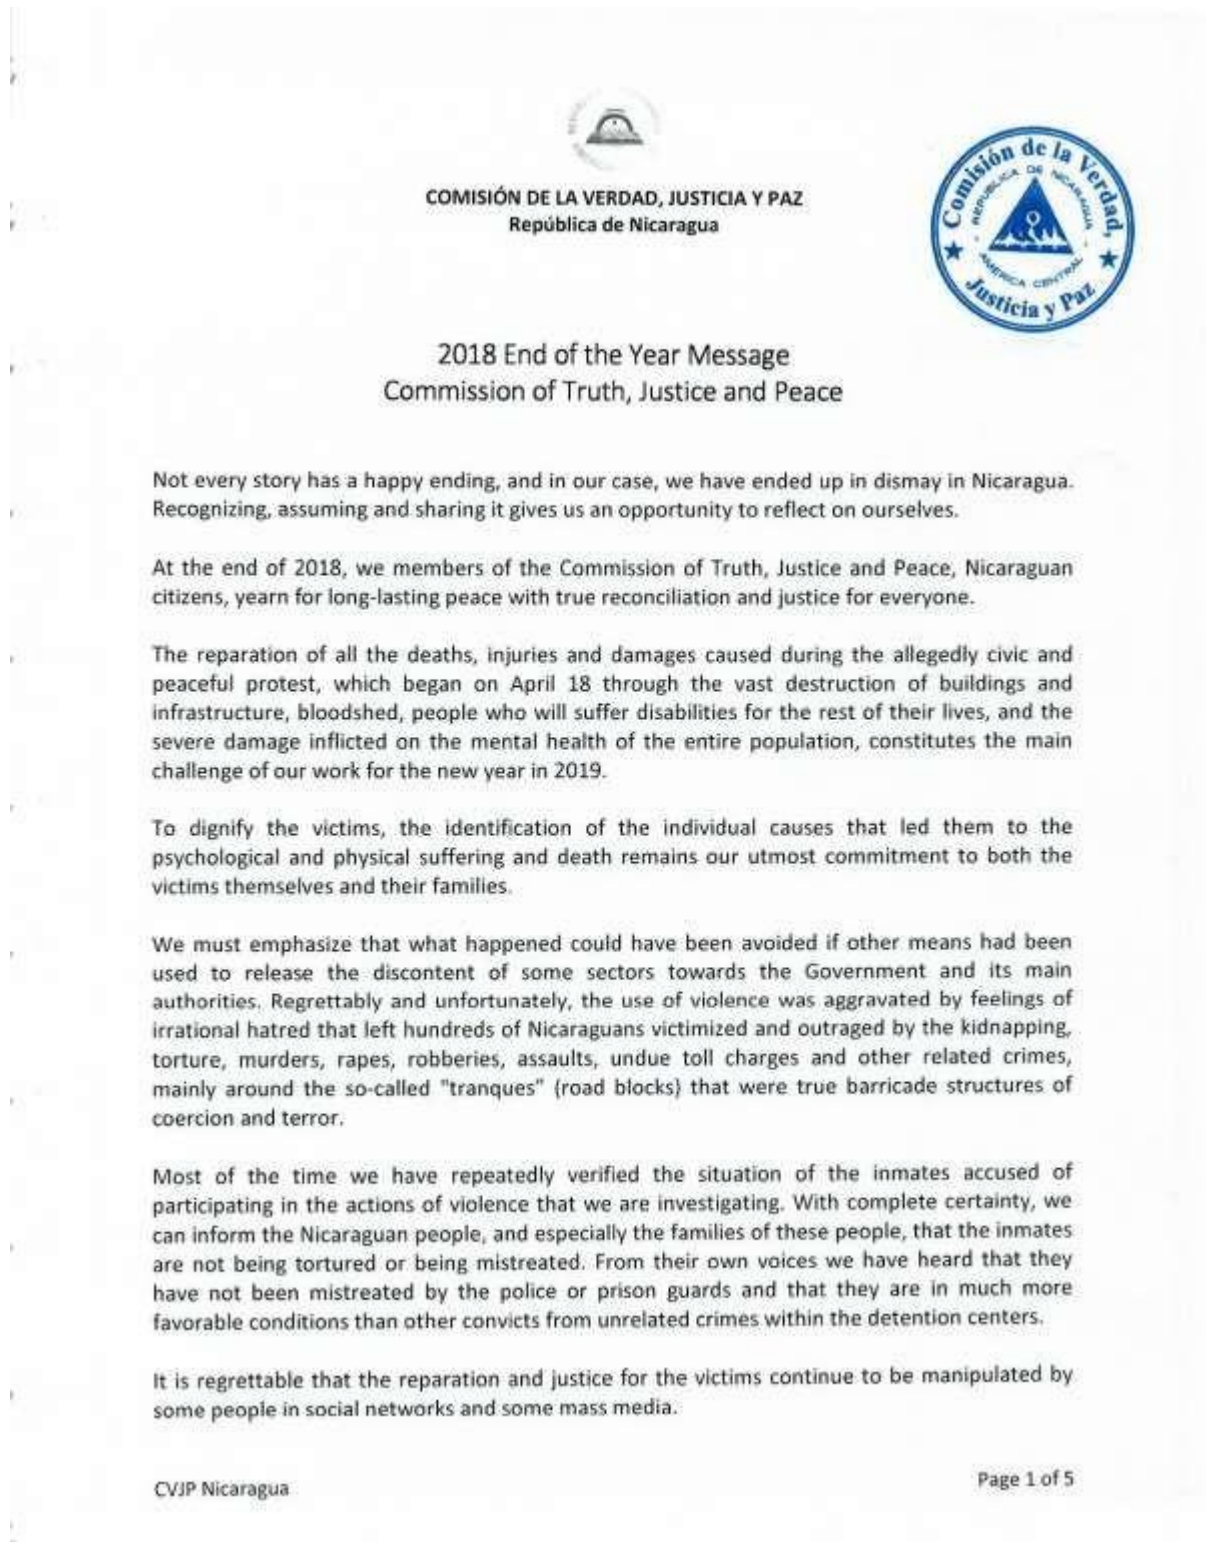 COMISIÓN DE LA VERDAD, JUSTICIA Y PAZ
República de Nicaragua
Comisión de la Verdad,
Justicia y Paz
REPUBLICA DE NICARAGUA
AMERICA CENTRAL
2018 End of the Year Message
Commission of Truth, Justice and Peace
Not every story has a happy ending, and in our case, we have ended up in dismay in Nicaragua.
Recognizing, assuming and sharing it gives us an opportunity to reflect on ourselves.
At the end of 2018, we members of the Commission of Truth, Justice and Peace, Nicaraguan
citizens, yearn for long-lasting peace with true reconciliation and justice for everyone.
The reparation of all the deaths, injuries and damages caused during the allegedly civic and
peaceful protest, which began on April 18 through the vast destruction of buildings and
infrastructure, bloodshed, people who will suffer disabilities for the rest of their lives, and the
severe damage inflicted on the mental health of the entire population, constitutes the main
challenge of our work for the new year in 2019.
To dignify the victims, the identification of the individual causes that led them to the
psychological and physical suffering and death remains our utmost commitment to both the
victims themselves and their families.
We must emphasize that what happened could have been avoided if other means had been
used to release the discontent of some sectors towards the Government and its main
authorities. Regrettably and unfortunately, the use of violence was aggravated by feelings of
irrational hatred that left hundreds of Nicaraguans victimized and outraged by the kidnapping,
torture, murders, rapes, robberies, assaults, undue toll charges and other related crimes,
mainly around the so-called "tranques" (road blocks) that were true barricade structures of
coercion and terror.
Most of the time we have repeatedly verified the situation of the inmates accused of
participating in the actions of violence that we are investigating. With complete certainty, we
can inform the Nicaraguan people, and especially the families of these people, that the inmates
are not being tortured or being mistreated. From their own voices we have heard that they
have not been mistreated by the police or prison guards and that they are in much more
favorable conditions than other convicts from unrelated crimes within the detention centers.
It is regrettable that the reparation and justice for the victims continue to be manipulated by
some people in social networks and some mass media.
CVJP Nicaragua
Page 1 of 5